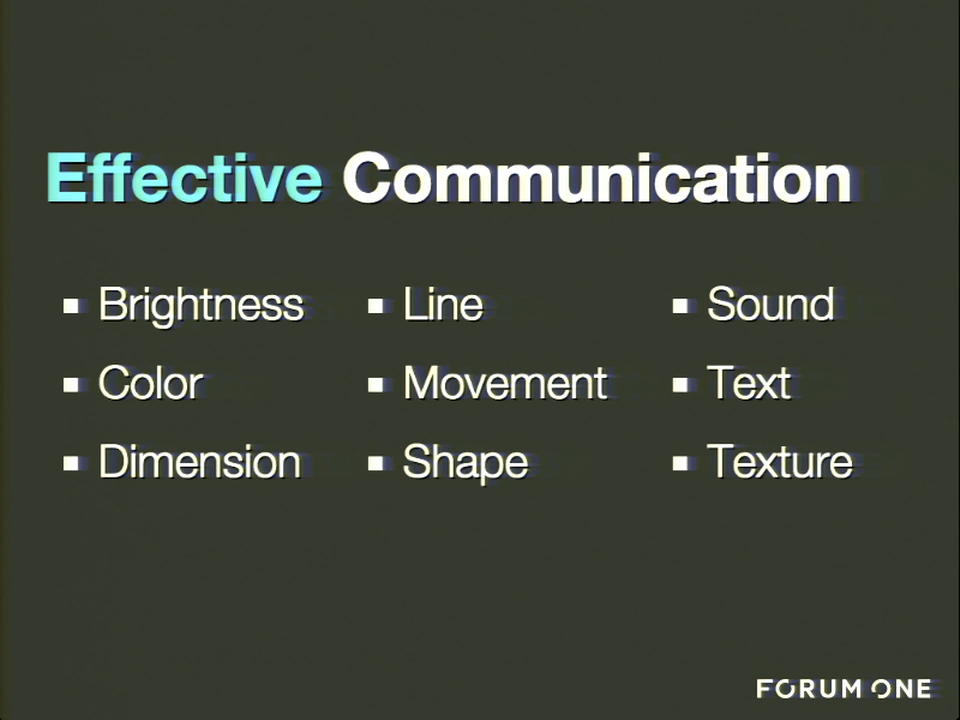 Effective Communication
Brightness
Color
Dimension
Line
Movement
Shape
Sound
Text
Texture
FORUM ONE